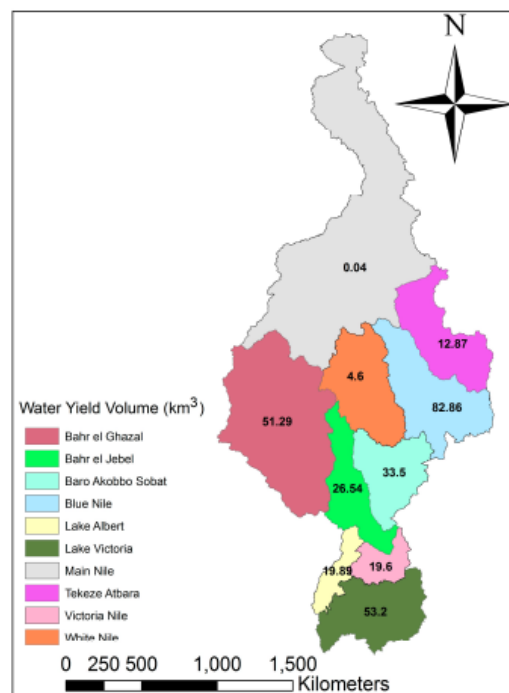 N
0.04
12.87
4.6
82.86
51.29
33.5
26.54
19.89
19.6
53.2
Water Yield Volume (km³)
Bahr el Ghazal
Bahr el Jebel
Baro Akobbo Sobat
Blue Nile
Lake Albert
Lake Victoria
Main Nile
Tekeze Atbara
Victoria Nile
White Nile
0 250 500 1,000 1,500
Kilometers